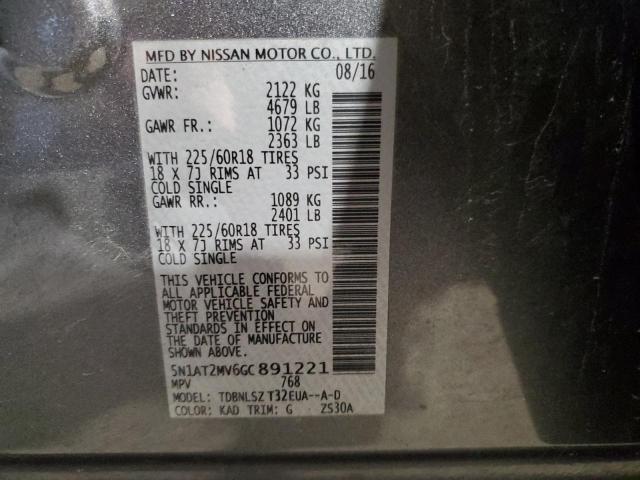 MFD BY NISSAN MOTOR CO., LTD.
DATE: 08/16
GVWR: 2122 KG
4679 LB
GAWR FR.: 1072 KG
2363 LB
WITH 225/60R18 TIRES
18 X 7J RIMS AT 33 PSI
COLD SINGLE
GAWR RR.: 1089 KG
2401 LB
WITH 225/60R18 TIRES
18 X 7J RIMS AT 33 PSI
COLD SINGLE
THIS VEHICLE CONFORMS TO
ALL APPLICABLE FEDERAL
MOTOR VEHICLE SAFETY AND
THEFT PREVENTION
STANDARDS IN EFFECT ON
THE DATE OF MANUFACTURE
SHOWN ABOVE.
5N1AT2MV6GC891221
MPV 768
MODEL: TDBNLSZ T32EUA--A-D
COLOR: KAD TRIM: G ZS30A